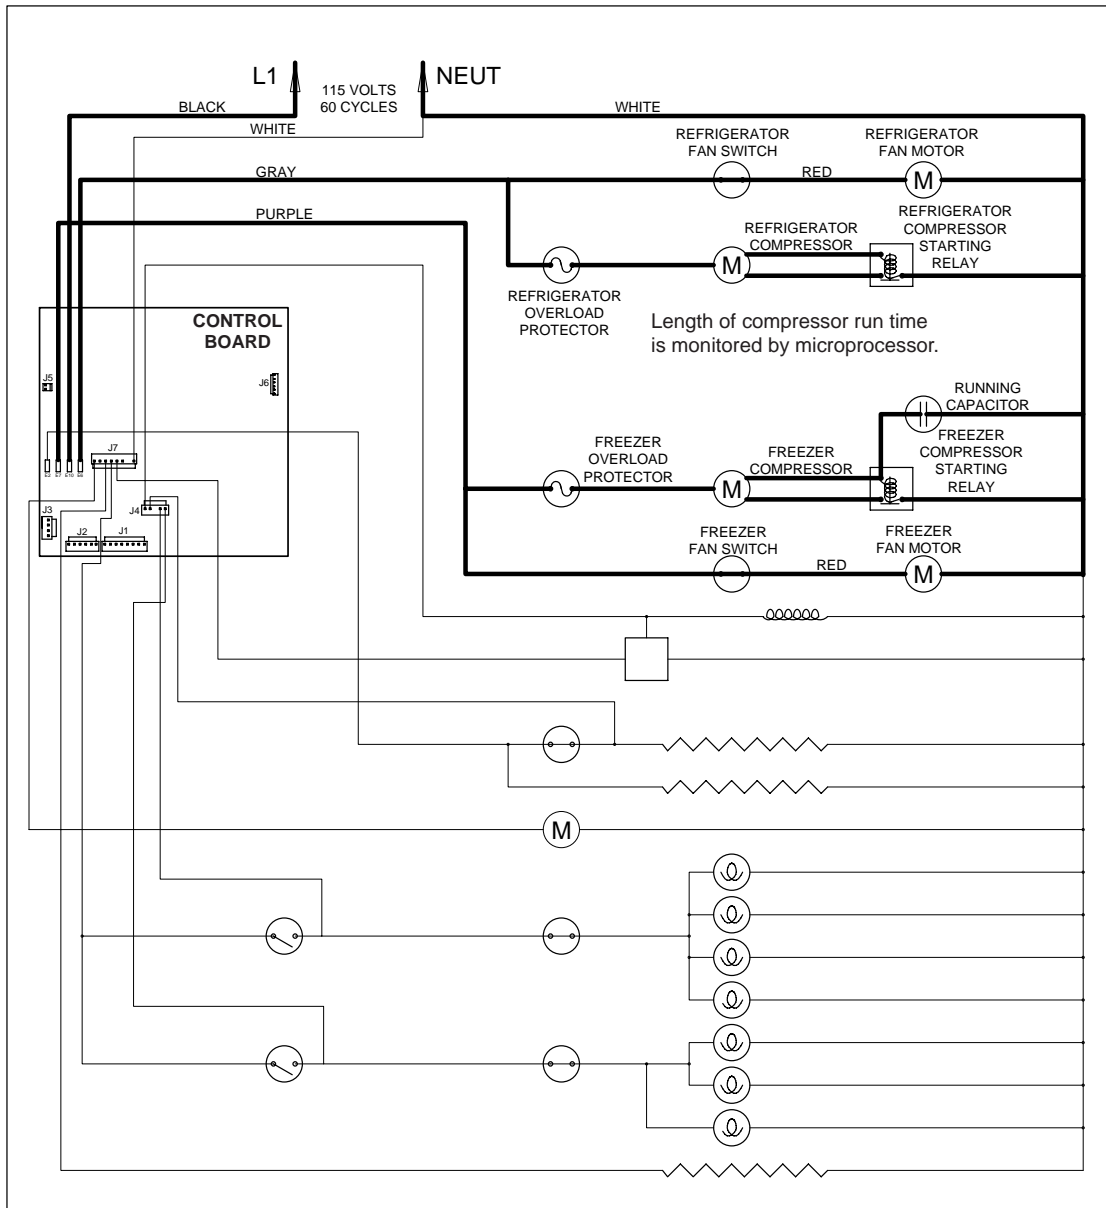 L1
NEUT
115 VOLTS
60 CYCLES
BLACK
WHITE
WHITE
REFRIGERATOR
FAN SWITCH
REFRIGERATOR
FAN MOTOR
GRAY
RED
M
PURPLE
REFRIGERATOR
COMPRESSOR
M
REFRIGERATOR
COMPRESSOR
STARTING
RELAY
REFRIGERATOR
OVERLOAD
PROTECTOR
Length of compressor run time
is monitored by microprocessor.
CONTROL
BOARD
J5
J6
RUNNING
CAPACITOR
FREEZER
OVERLOAD
PROTECTOR
FREEZER
COMPRESSOR
M
FREEZER
COMPRESSOR
STARTING
RELAY
J7
E7
E10
J4
J3
J2
J1
FREEZER
FAN SWITCH
RED
FREEZER
FAN MOTOR
M
M